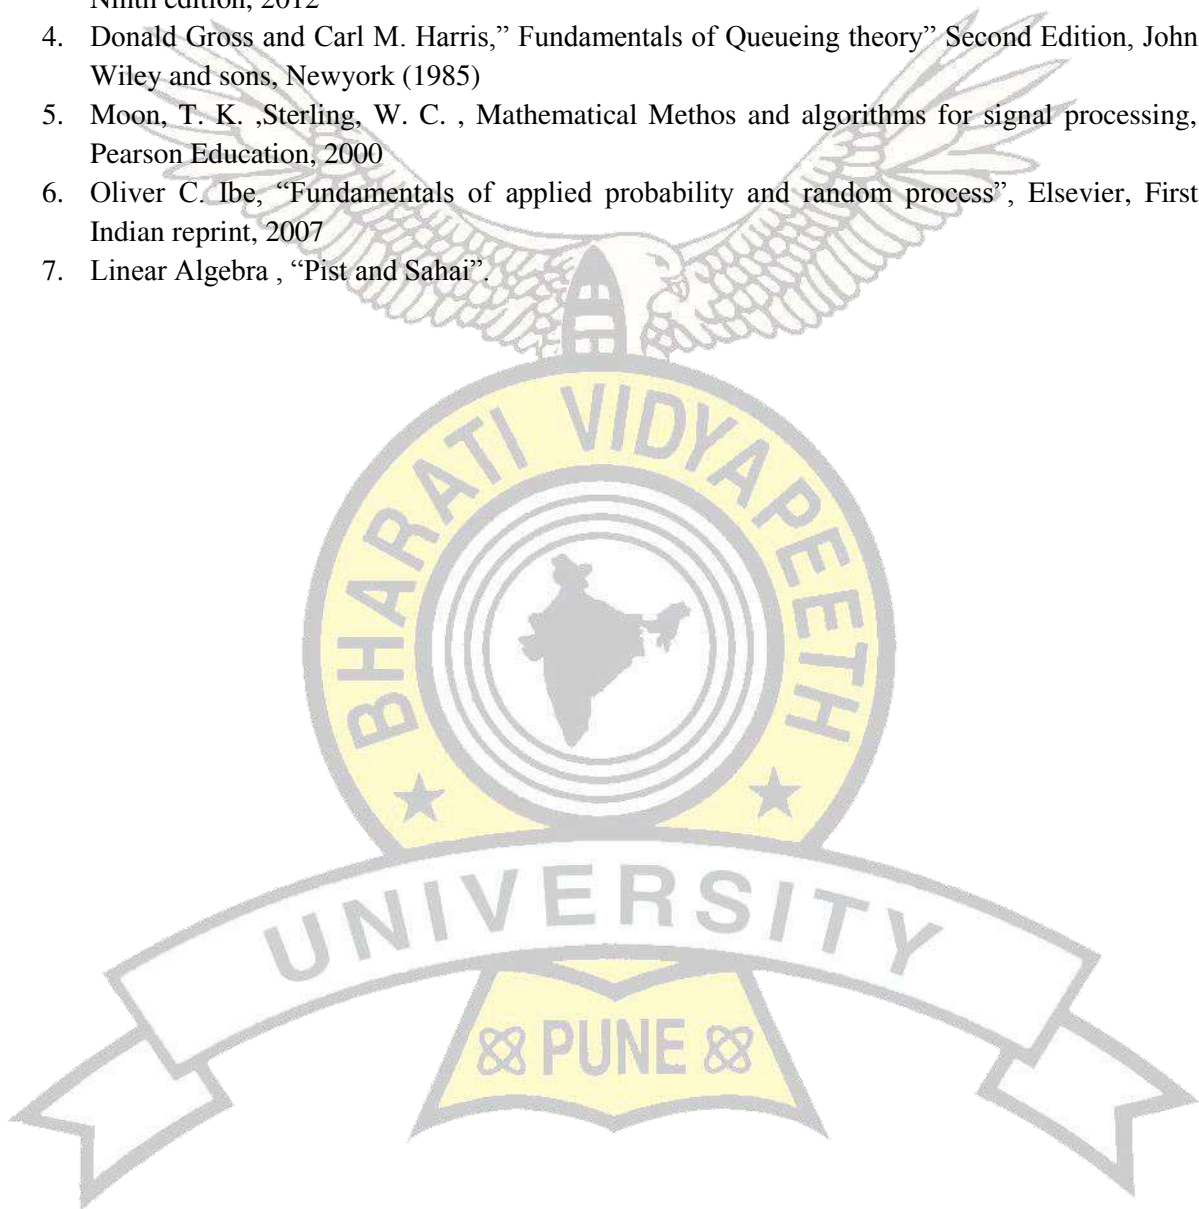 Ninth edition, 2012
4. Donald Gross and Carl M. Harris,” Fundamentals of Queueing theory” Second Edition, John
Wiley and sons, Newyork (1985)
5. Moon, T. K. ,Sterling, W. C. , Mathematical Methos and algorithms for signal processing,
Pearson Education, 2000
6. Oliver C. Ibe, “Fundamentals of applied probability and random process”, Elsevier, First
Indian reprint, 2007
7. Linear Algebra , “Pist and Sahai”.
BHARATI VIDYAPEETH
UNIVERSITY
PUNE